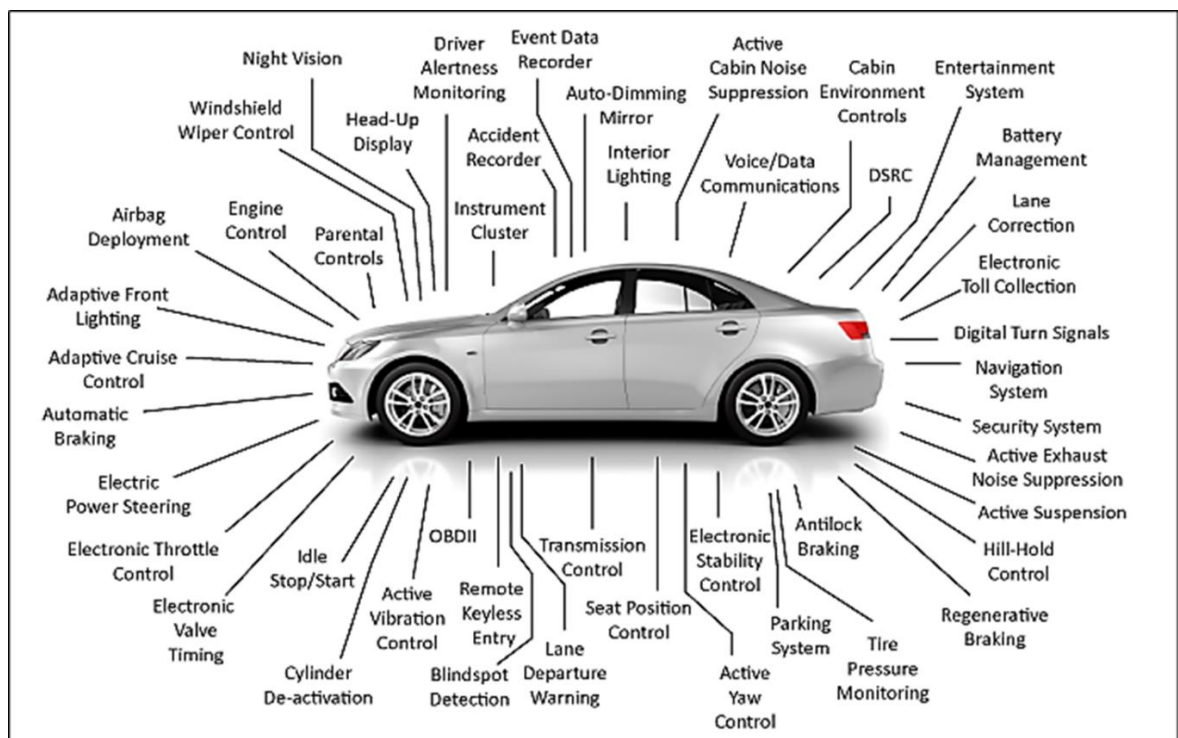 Night Vision
Windshield
Wiper Control
Head-Up
Display
Driver
Alertness
Monitoring
Event Data
Recorder
Accident
Recorder
Auto-Dimming
Mirror
Interior
Lighting
Active
Cabin Noise
Suppression
Voice/Data
Communications
Cabin
Environment
Controls
DSRC
Entertainment
System
Battery
Management
Lane
Correction
Electronic
Toll Collection
Digital Turn Signals
Navigation
System
Security System
Active Exhaust
Noise Suppression
Active Suspension
Hill-Hold
Control
Regenerative
Braking
Airbag
Deployment
Engine
Control
Parental
Controls
Instrument
Cluster
Adaptive Front
Lighting
Adaptive Cruise
Control
Automatic
Braking
Electric
Power Steering
Electronic Throttle
Control
Electronic
Valve
Timing
Idle
Stop/Start
Cylinder
De-activation
Active
Vibration
Control
OBDII
Remote
Keyless
Entry
Blindspot
Detection
Lane
Departure
Warning
Transmission
Control
Seat Position
Control
Active
Yaw
Control
Electronic
Stability
Control
Antilock
Braking
Parking
System
Tire
Pressure
Monitoring